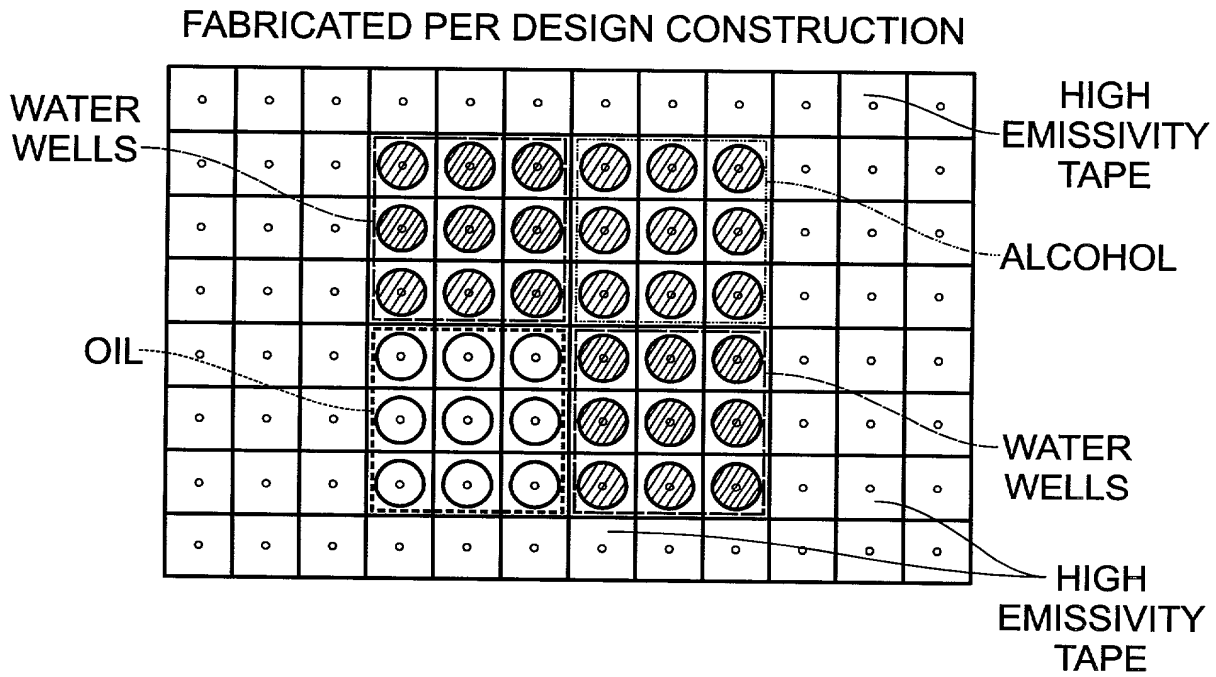 FABRICATED PER DESIGN CONSTRUCTION
WATER
WELLS
HIGH
EMISSIVITY
TAPE
ALCOHOL
OIL
WATER
WELLS
HIGH
EMISSIVITY
TAPE